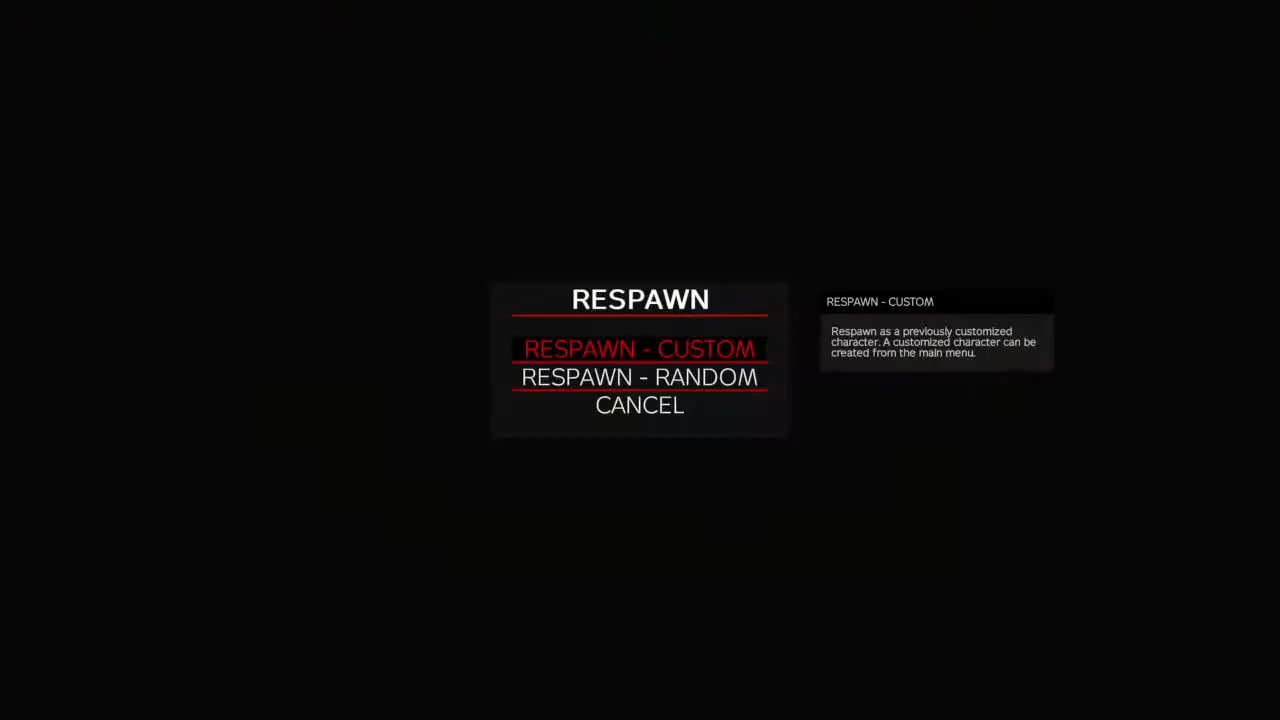 RESPAWN
RESPAWN - CUSTOM
RESPAWN - RANDOM
CANCEL
RESPAWN - CUSTOM
Respawn as a previously customized
character. A customized character can be
created from the main menu.